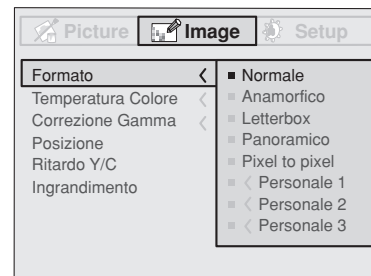 Picture Image Setup
Formato
Temperatura Colore
Correzione Gamma
Posizione
Ritardo Y/C
Ingrandimento
Normale
Anamorfico
Letterbox
Panoramico
Pixel to pixel
Personale 1
Personale 2
Personale 3